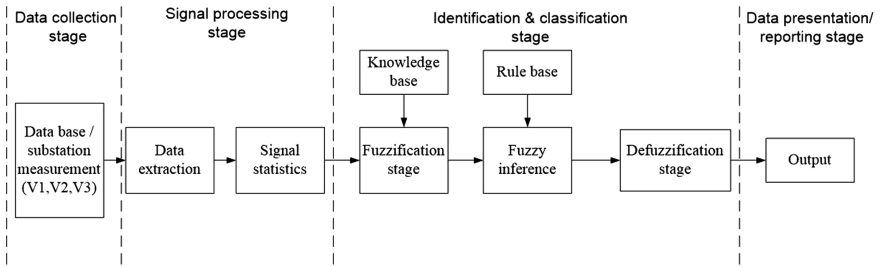 Data collection
stage
Signal processing
stage
Identification & classification
stage
Data presentation/
reporting stage
Knowledge
base
Rule base
Data base /
substation
measurement
(V1,V2,V3)
Data
extraction
Signal
statistics
Fuzzification
stage
Fuzzy
inference
Defuzzification
stage
Output